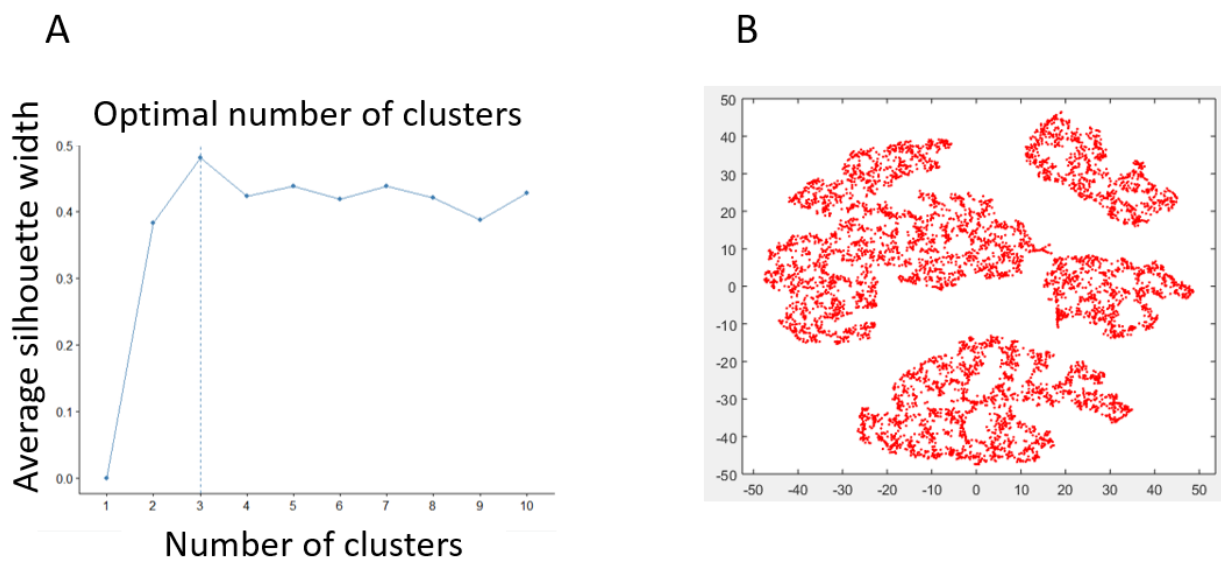 A
B
Optimal number of clusters
Average silhouette width
0.5
0.4
0.3
0.2
0.1
0.0
1 2 3 4 5 6 7 8 9 10
Number of clusters
50
40
30
20
10
0
-10
-20
-30
-40
-50
-50 -40 -30 -20 -10 0 10 20 30 40 50